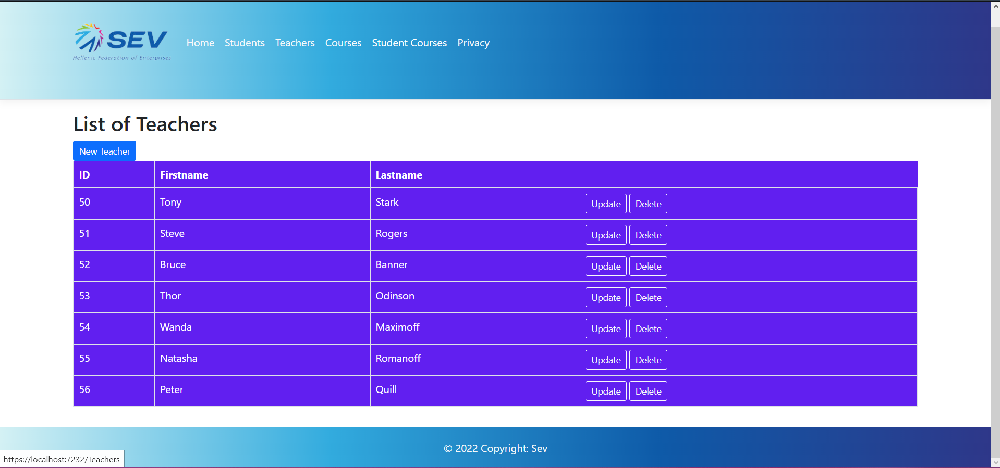 SEV
Hellenic Federation of Enterprises
Home Students Teachers Courses Student Courses Privacy
List of Teachers
New Teacher
ID Firstname Lastname
50 Tony Stark Update Delete
51 Steve Rogers Update Delete
52 Bruce Banner Update Delete
53 Thor Odinson Update Delete
54 Wanda Maximoff Update Delete
55 Natasha Romanoff Update Delete
56 Peter Quill Update Delete
© 2022 Copyright: Sev
https://localhost:7232/Teachers